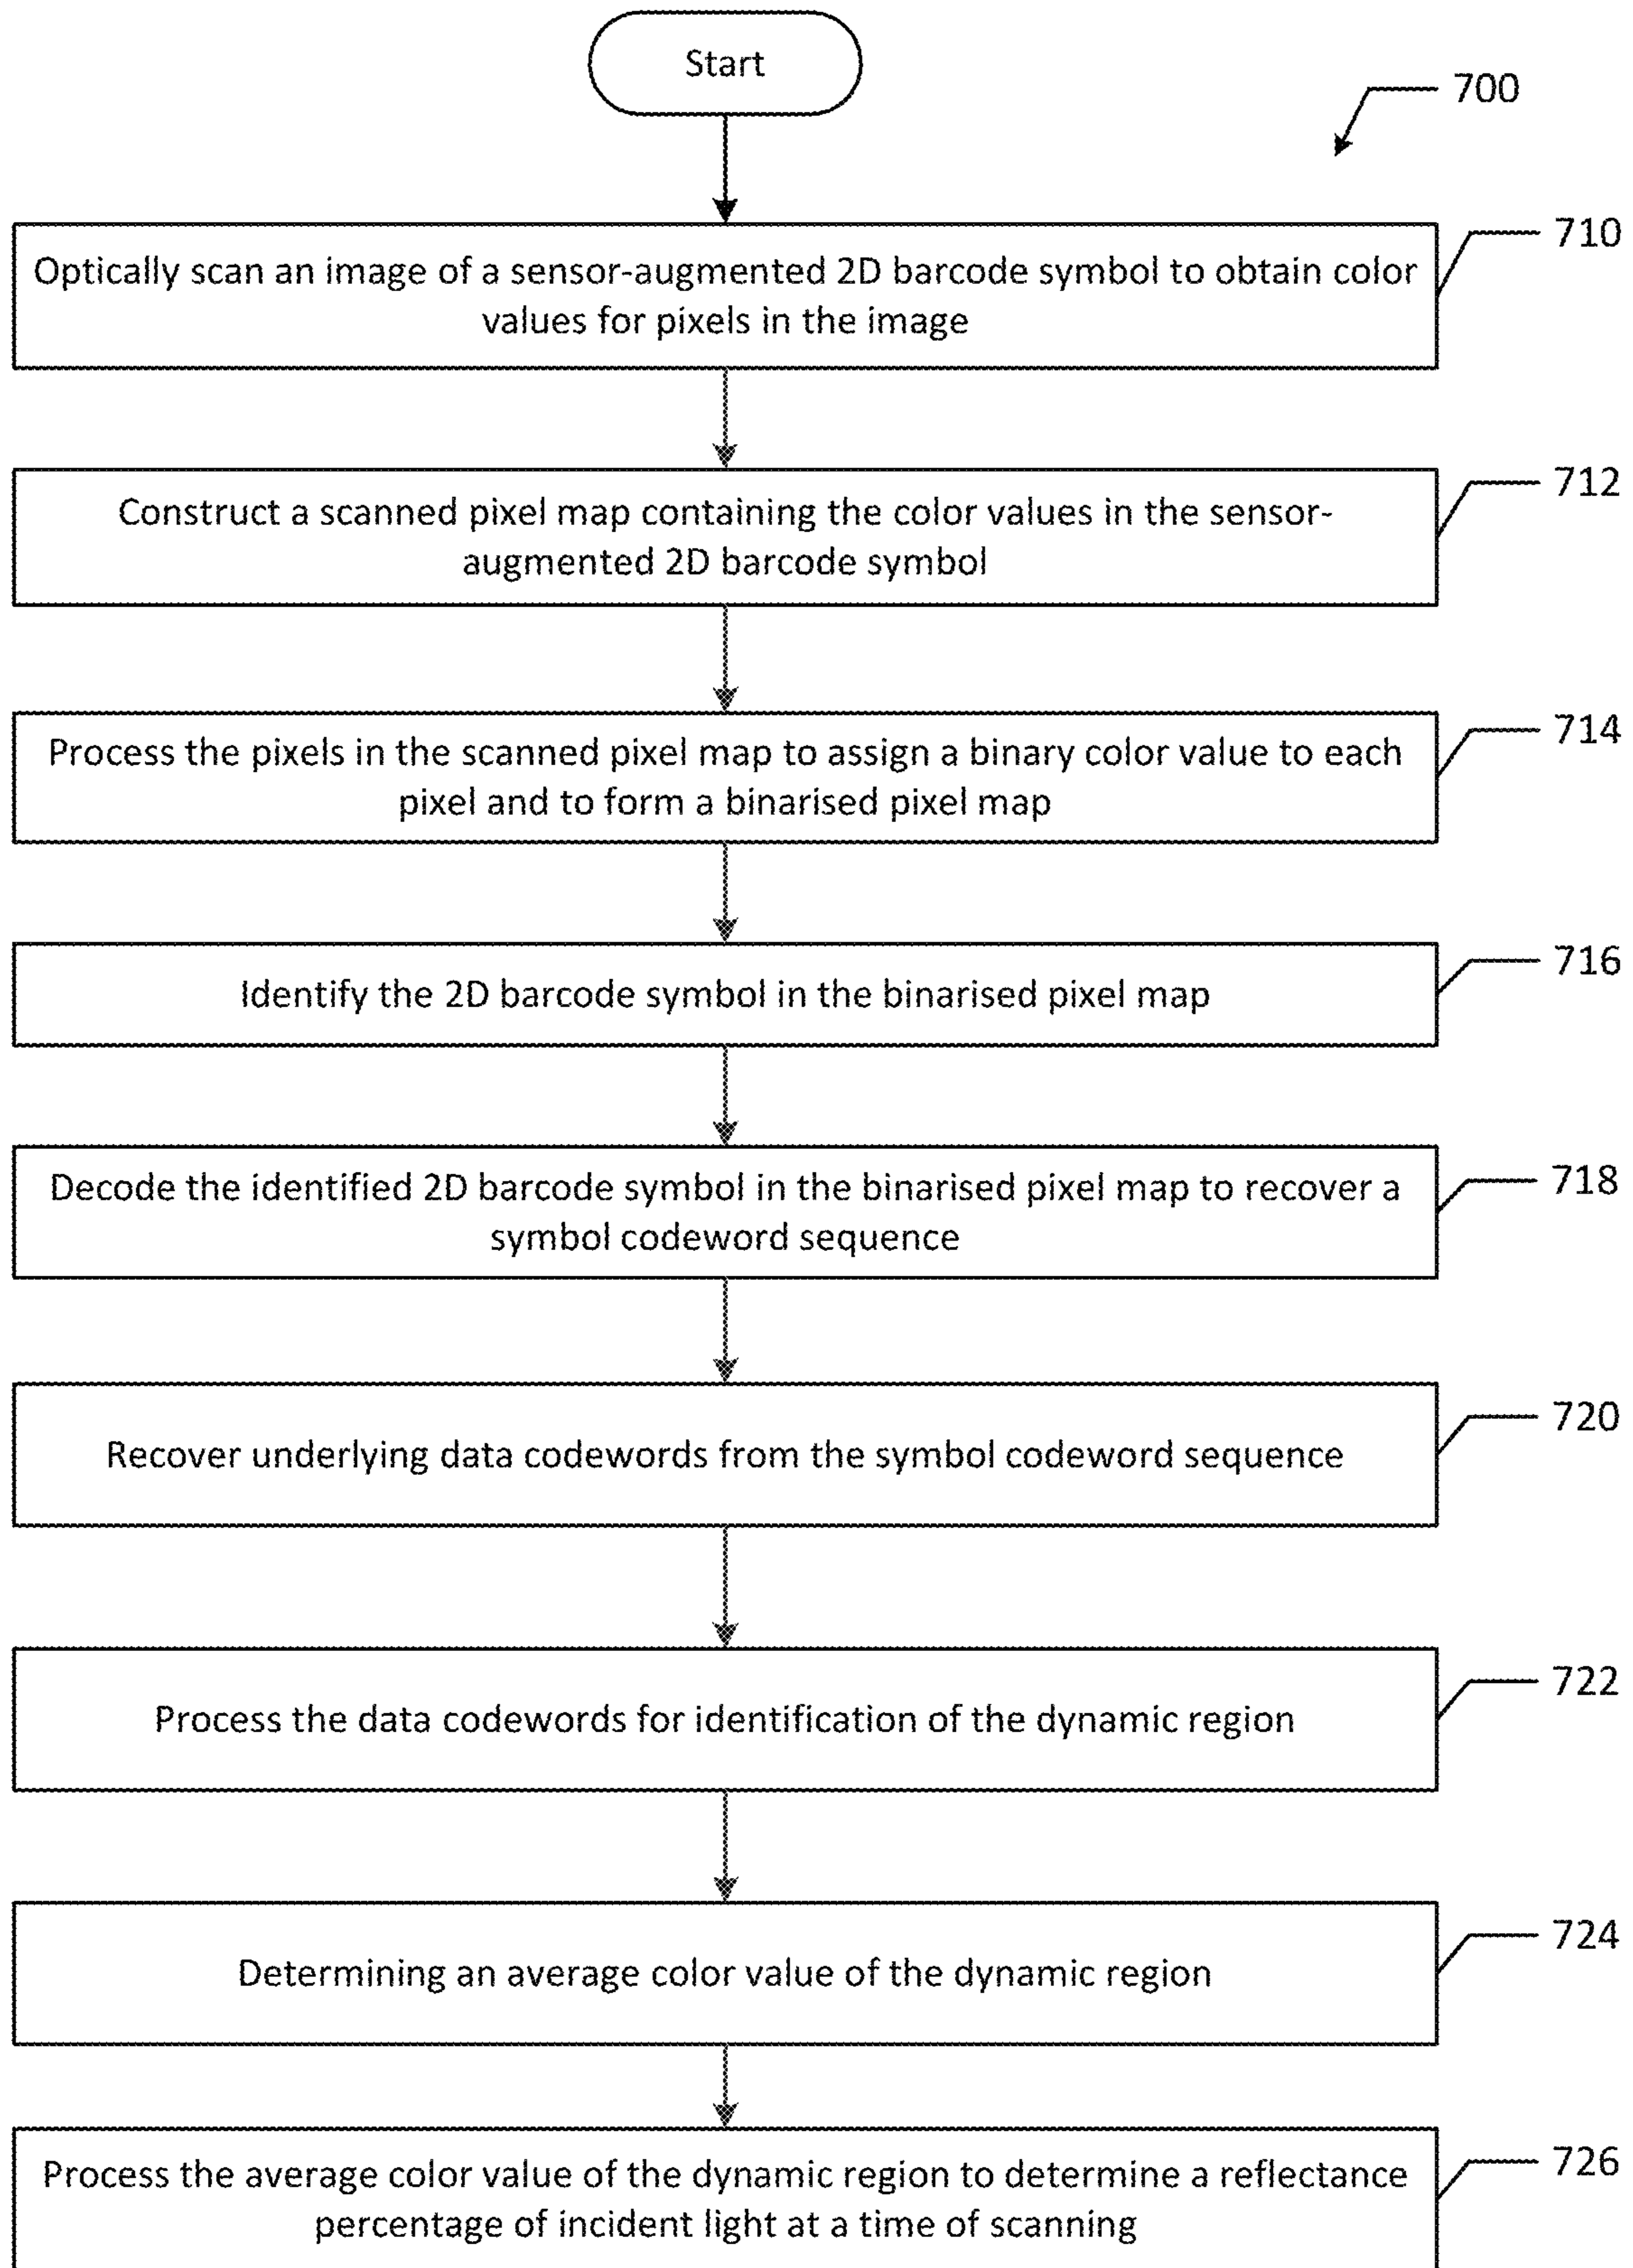 Start
700
710
Optically scan an image of a sensor-augmented 2D barcode symbol to obtain color
values for pixels in the image
712
Construct a scanned pixel map containing the color values in the sensor-
augmented 2D barcode symbol
714
Process the pixels in the scanned pixel map to assign a binary color value to each
pixel and to form a binarised pixel map
716
Identify the 2D barcode symbol in the binarised pixel map
718
Decode the identified 2D barcode symbol in the binarised pixel map to recover a
symbol codeword sequence
720
Recover underlying data codewords from the symbol codeword sequence
722
Process the data codewords for identification of the dynamic region
724
Determining an average color value of the dynamic region
726
Process the average color value of the dynamic region to determine a reflectance
percentage of incident light at a time of scanning